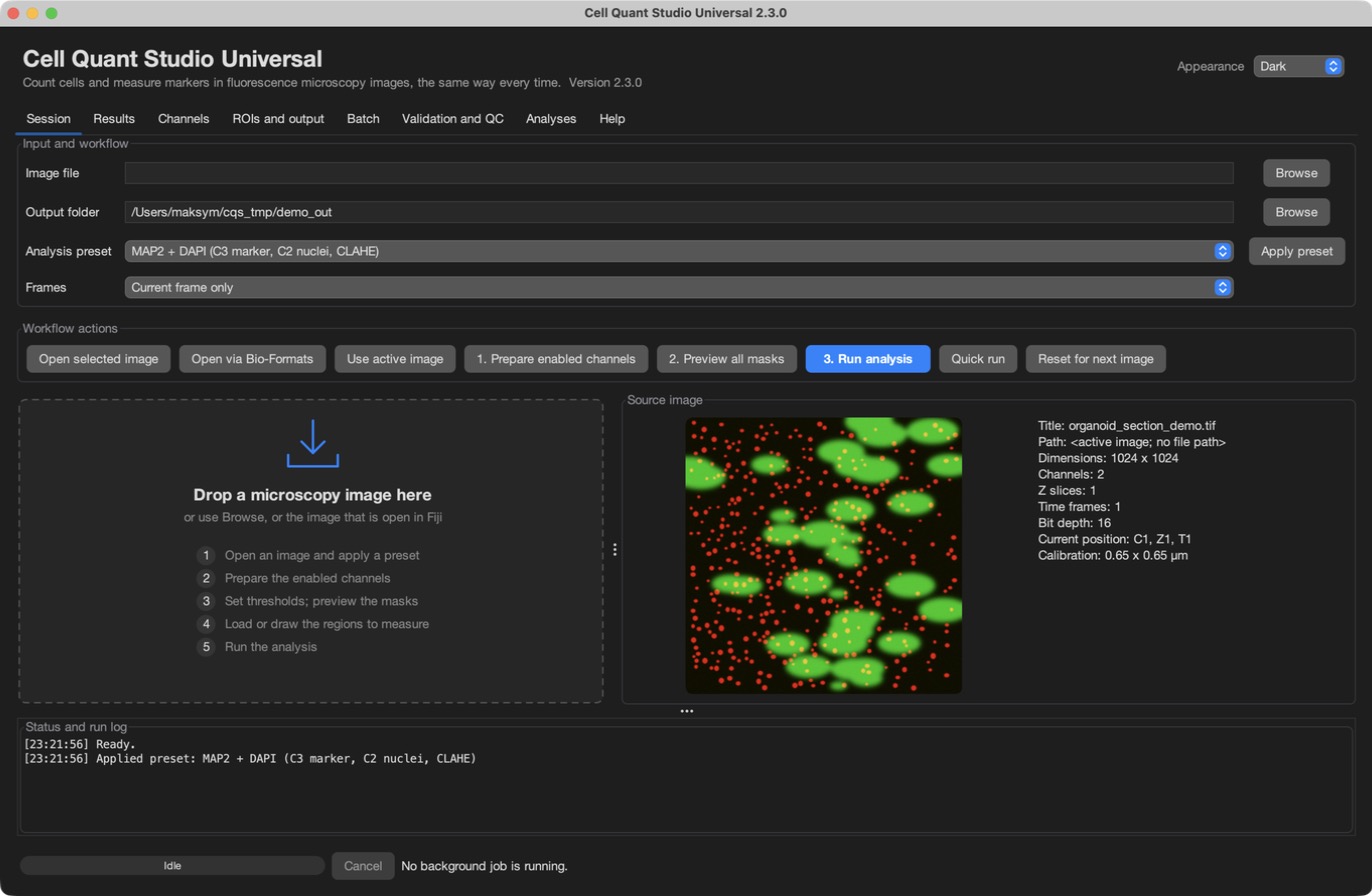 Cell Quant Studio Universal 2.3.0
Cell Quant Studio Universal
Count cells and measure markers in fluorescence microscopy images, the same way every time. Version 2.3.0
Appearance Dark
Session Results Channels ROIs and output Batch Validation and QC Analyses Help
Input and workflow
Image file Browse
Output folder /Users/maksym/cqs_tmp/demo_out Browse
Analysis preset MAP2 + DAPI (C3 marker, C2 nuclei, CLAHE) Apply preset
Frames Current frame only
Workflow actions
Open selected image Open via Bio-Formats Use active image 1. Prepare enabled channels 2. Preview all masks 3. Run analysis Quick run Reset for next image
Drop a microscopy image here
or use Browse, or the image that is open in Fiji
1 Open an image and apply a preset
2 Prepare the enabled channels
3 Set thresholds; preview the masks
4 Load or draw the regions to measure
5 Run the analysis
Source image
Title: organoid_section_demo.tif
Path: <active image; no file path>
Dimensions: 1024 x 1024
Channels: 2
Z slices: 1
Time frames: 1
Bit depth: 16
Current position: C1, Z1, T1
Calibration: 0.65 x 0.65 µm
Status and run log
[23:21:56] Ready.
[23:21:56] Applied preset: MAP2 + DAPI (C3 marker, C2 nuclei, CLAHE)
Idle Cancel No background job is running.